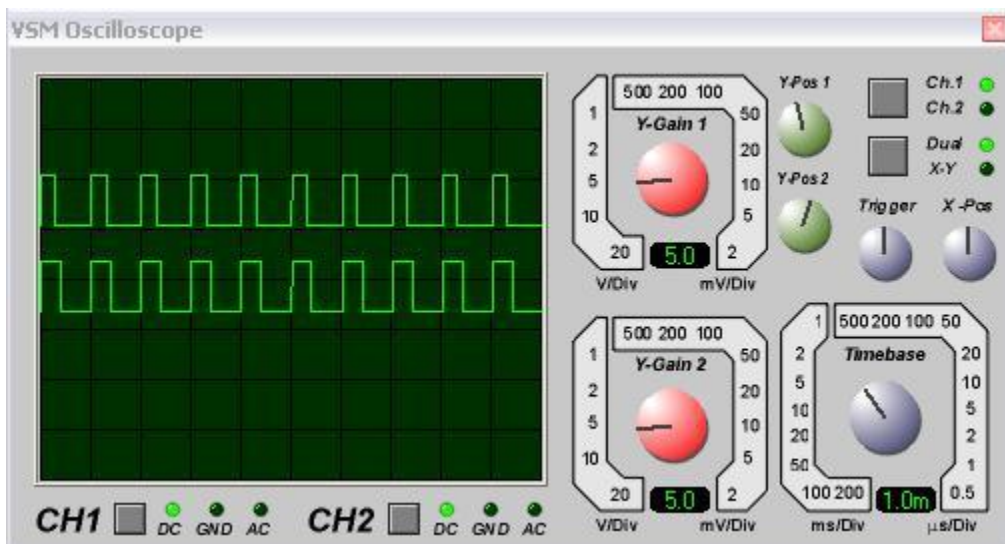 VSM Oscilloscope
500 200 100
1
2
5
10
20
50
20
10
5
2
Y-Gain 1
5.0
V/Div
mV/Div
Y-Pos 1
Y-Pos 2
Ch.1
Ch.2
Dual
X-Y
Trigger
X -Pos
500 200 100
1
2
5
10
20
50
20
10
5
2
Y-Gain 2
5.0
V/Div
mV/Div
1
500 200 100 50
2
5
10
20
50
100 200
20
10
5
2
1
0.5
Timebase
1.0m
ms/Div
µs/Div
CH1
DC
GND
AC
CH2
DC
GND
AC